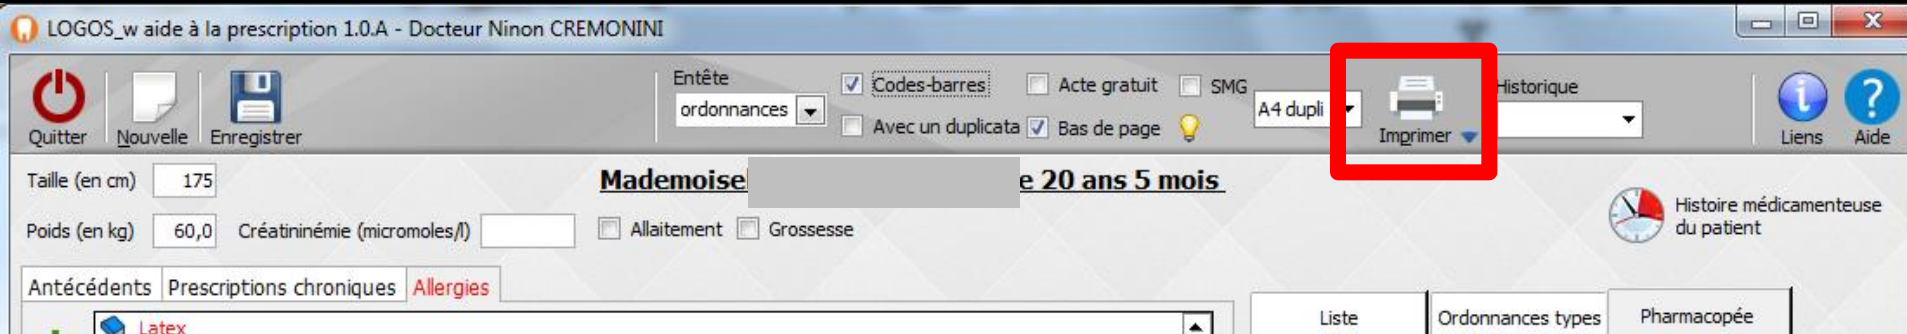 LOGOS_w aide à la prescription 1.0.A - Docteur Ninon CREMONINI
Quitter Nouvelle Enregistrer
Entête
ordonnances
Codes-barres Acte gratuit SMG
Avec un duplicata Bas de page
A4 dupli
Imprimer
Historique
Liens Aide
Taille (en cm) 175
Mademoisel e 20 ans 5 mois
Histoire médicamenteuse
du patient
Poids (en kg) 60,0 Créatininémie (micromoles/l) Allaitement Grossesse
Antécédents Prescriptions chroniques Allergies
Latex
Liste Ordonnances types Pharmacopée